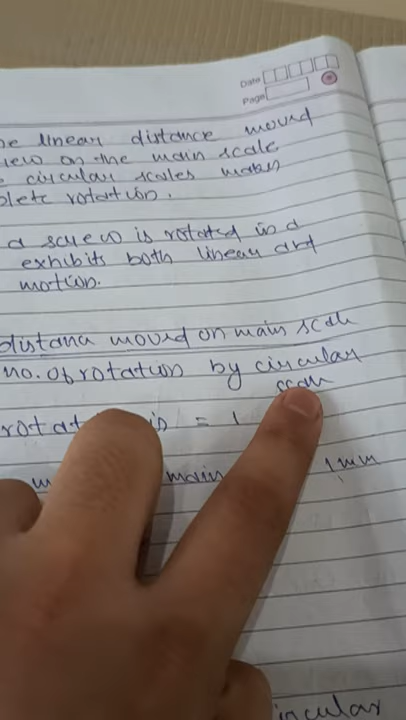 Date
Page
e linear distance moved
on the main scale
circular scales makes
plete rotation.
a screw is rotated in a
exhibits both linear and
motion.
distance moved on main scale
no. of rotation by circular
scale
= 1
main 1mm
circular